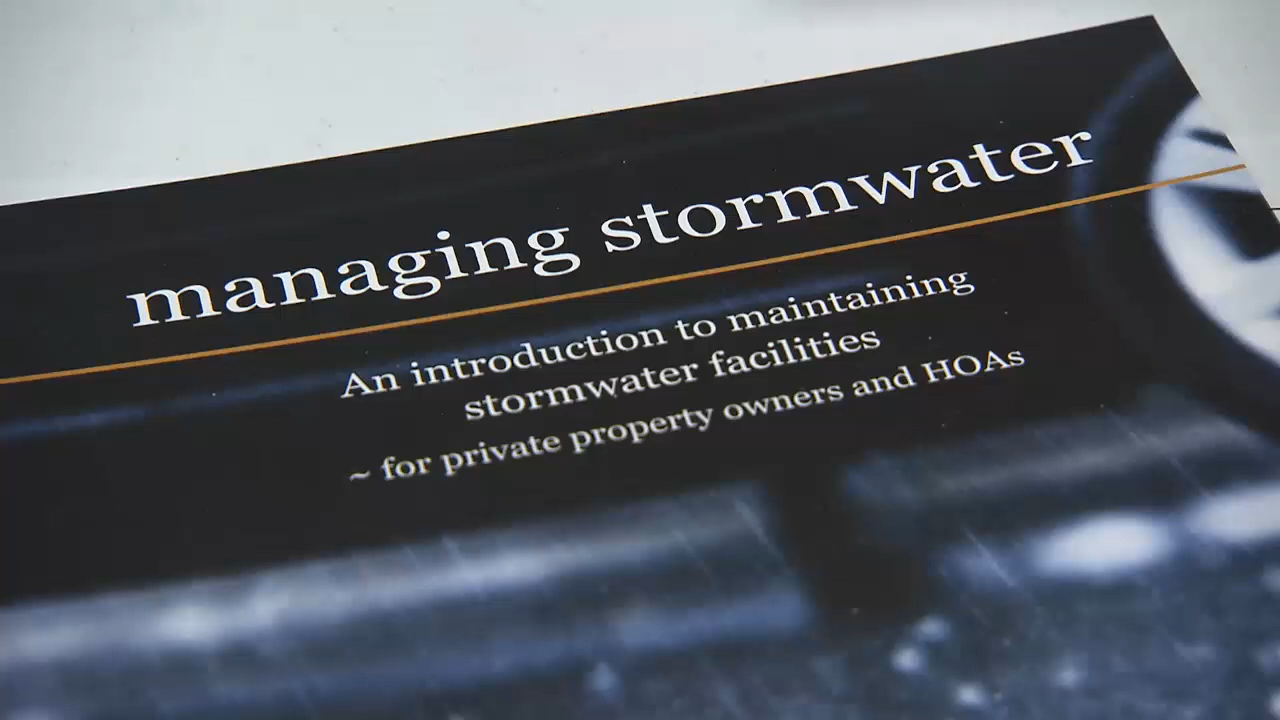 managing stormwater
An introduction to maintaining
stormwater facilities
~ for private property owners and HOAs